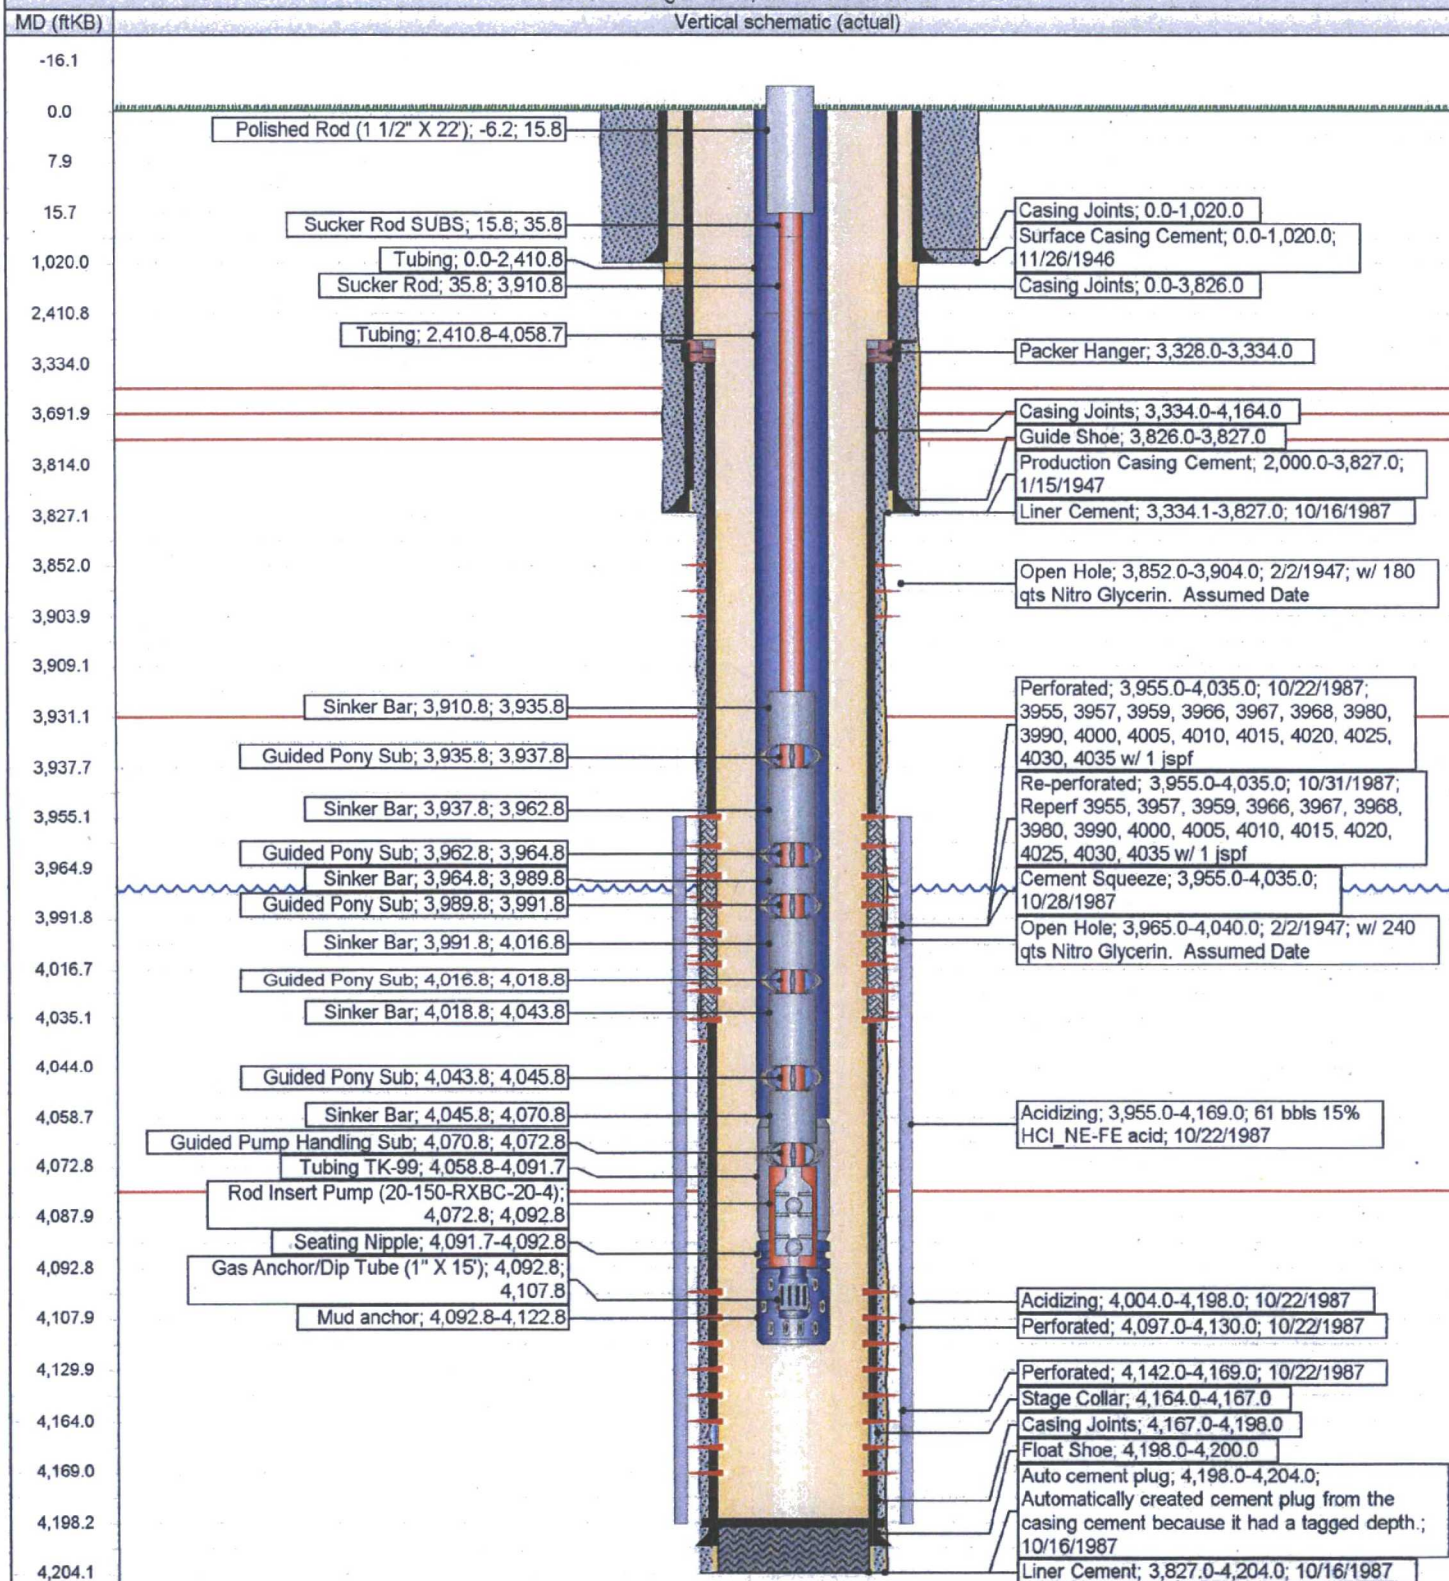 MD (ftKB)
Vertical schematic (actual)
-16.1
0.0
7.9
15.7
1,020.0
2,410.8
3,334.0
3,691.9
3,814.0
3,827.1
3,852.0
3,903.9
3,909.1
3,931.1
3,937.7
3,955.1
3,964.9
3,991.8
4,016.7
4,035.1
4,044.0
4,058.7
4,072.8
4,087.9
4,092.8
4,107.9
4,129.9
4,164.0
4,169.0
4,198.2
4,204.1
Polished Rod (1 1/2" X 22'); -6.2; 15.8
Sucker Rod SUBS; 15.8; 35.8
Tubing; 0.0-2,410.8
Sucker Rod; 35.8; 3,910.8
Tubing; 2,410.8-4,058.7
Sinker Bar; 3,910.8; 3,935.8
Guided Pony Sub; 3,935.8; 3,937.8
Sinker Bar; 3,937.8; 3,962.8
Guided Pony Sub; 3,962.8; 3,964.8
Sinker Bar; 3,964.8; 3,989.8
Guided Pony Sub; 3,989.8; 3,991.8
Sinker Bar; 3,991.8; 4,016.8
Guided Pony Sub; 4,016.8; 4,018.8
Sinker Bar; 4,018.8; 4,043.8
Guided Pony Sub; 4,043.8; 4,045.8
Sinker Bar; 4,045.8; 4,070.8
Guided Pump Handling Sub; 4,070.8; 4,072.8
Tubing TK-99; 4,058.8-4,091.7
Rod Insert Pump (20-150-RXBC-20-4);
4,072.8; 4,092.8
Seating Nipple; 4,091.7-4,092.8
Gas Anchor/Dip Tube (1" X 15'); 4,092.8;
4,107.8
Mud anchor; 4,092.8-4,122.8
Casing Joints; 0.0-1,020.0
Surface Casing Cement; 0.0-1,020.0;
11/26/1946
Casing Joints; 0.0-3,826.0
Packer Hanger; 3,328.0-3,334.0
Casing Joints; 3,334.0-4,164.0
Guide Shoe; 3,826.0-3,827.0
Production Casing Cement; 2,000.0-3,827.0;
1/15/1947
Liner Cement; 3,334.1-3,827.0; 10/16/1987
Open Hole; 3,852.0-3,904.0; 2/2/1947; w/ 180
qts Nitro Glycerin. Assumed Date
Perforated; 3,955.0-4,035.0; 10/22/1987;
3955, 3957, 3959, 3966, 3967, 3968, 3980,
3990, 4000, 4005, 4010, 4015, 4020, 4025,
4030, 4035 w/ 1 jspf
Re-perforated; 3,955.0-4,035.0; 10/31/1987;
Reperf 3955, 3957, 3959, 3966, 3967, 3968,
3980, 3990, 4000, 4005, 4010, 4015, 4020,
4025, 4030, 4035 w/ 1 jspf
Cement Squeeze; 3,955.0-4,035.0;
10/28/1987
Open Hole; 3,965.0-4,040.0; 2/2/1947; w/ 240
qts Nitro Glycerin. Assumed Date
Acidizing; 3,955.0-4,169.0; 61 bbls 15%
HCl_NE-FE acid; 10/22/1987
Acidizing; 4,004.0-4,198.0; 10/22/1987
Perforated; 4,097.0-4,130.0; 10/22/1987
Perforated; 4,142.0-4,169.0; 10/22/1987
Stage Collar; 4,164.0-4,167.0
Casing Joints; 4,167.0-4,198.0
Float Shoe; 4,198.0-4,200.0
Auto cement plug; 4,198.0-4,204.0;
Automatically created cement plug from the
casing cement because it had a tagged depth.;
10/16/1987
Liner Cement; 3,827.0-4,204.0; 10/16/1987